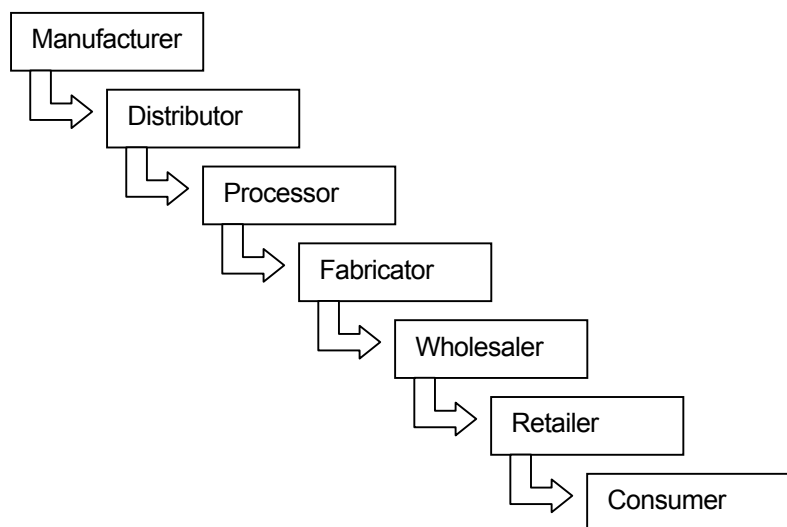 Manufacturer
Distributor
Processor
Fabricator
Wholesaler
Retailer
Consumer